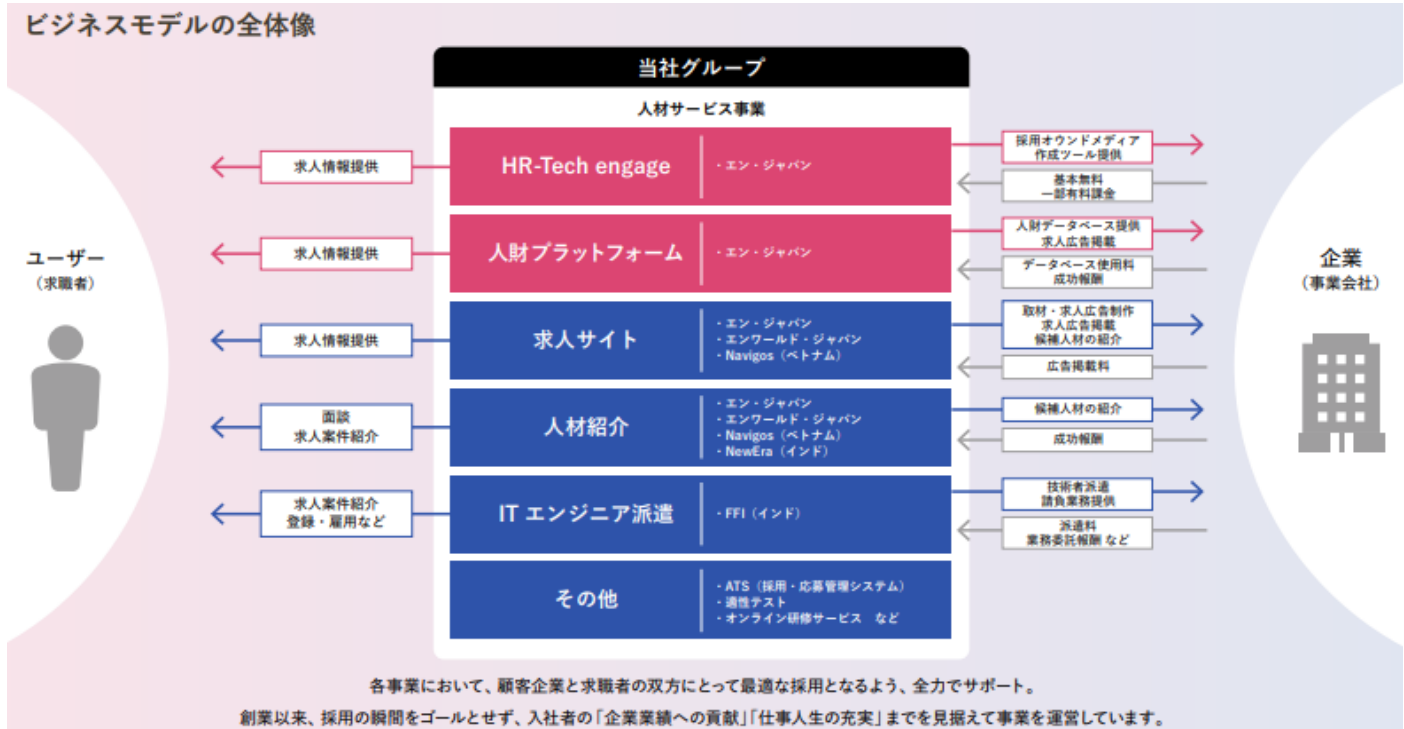 ビジネスモデルの全体像
当社グループ
人材サービス事業
ユーザー
（求職者）
企業
（事業会社）
求人情報提供
HR-Tech engage
・エン・ジャパン
採用オウンドメディア
作成ツール提供
基本無料
一部有料課金
求人情報提供
人財プラットフォーム
・エン・ジャパン
人財データベース提供
求人広告掲載
データベース使用料
成功報酬
求人情報提供
求人サイト
・エン・ジャパン
・エンワールド・ジャパン
・Navigos（ベトナム）
取材・求人広告制作
求人広告掲載
候補人材の紹介
広告掲載料
面談
求人案件紹介
人材紹介
・エン・ジャパン
・エンワールド・ジャパン
・Navigos（ベトナム）
・NewEra（インド）
候補人材の紹介
成功報酬
求人案件紹介
登録・雇用など
IT エンジニア派遣
・FFI（インド）
技術者派遣
請負業務提供
派遣料
業務委託報酬 など
その他
・ATS（採用・応募管理システム）
・適性テスト
・オンライン研修サービス　など
各事業において、顧客企業と求職者の双方にとって最適な採用となるよう、全力でサポート。
創業以来、採用の瞬間をゴールとせず、入社者の「企業業績への貢献」「仕事人生の充実」までを見据えて事業を運営しています。